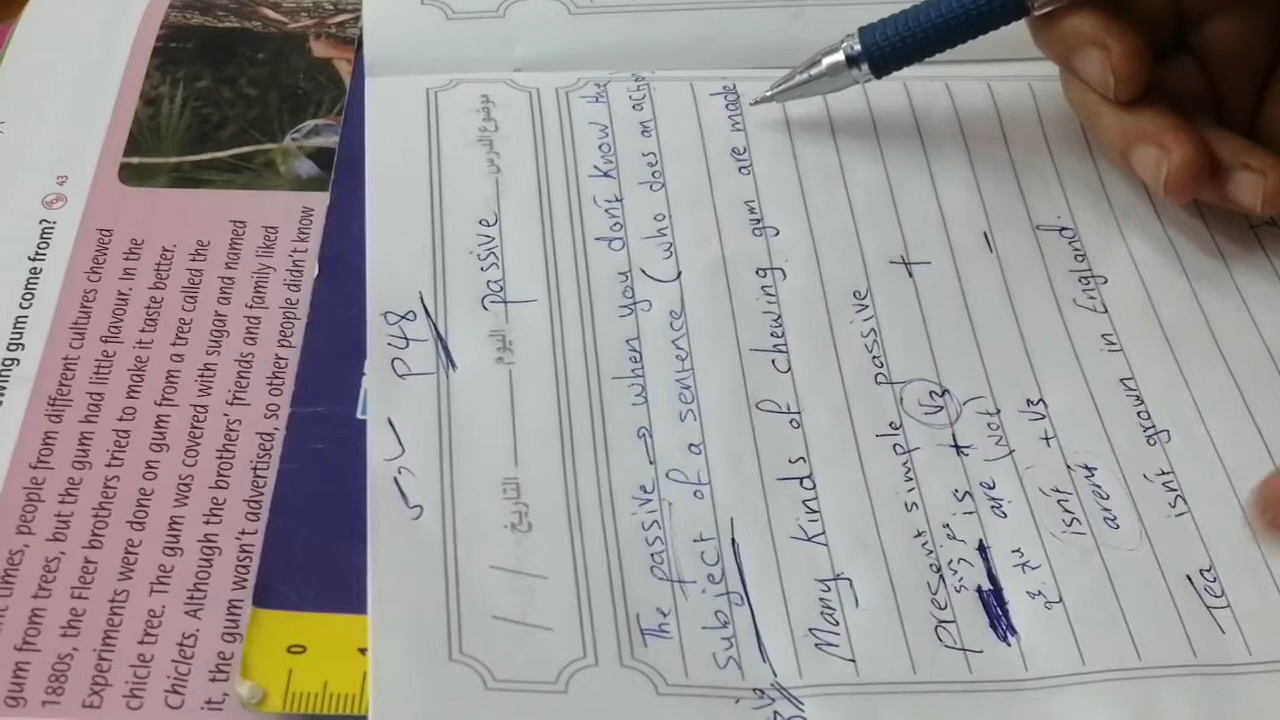 wing gum come from? 43
nt times, people from different cultures chewed
gum from trees, but the gum had little flavour. In the
1880s, the Fleer brothers tried to make it taste better.
Experiments were done on gum from a tree called the
chicle tree. The gum was covered with sugar and named
Chiclets. Although the brothers' friends and family liked
it, the gum wasn't advertised, so other people didn't know
0
1
P48
موضوع الدرس passive اليوم التاريخ / /
The passive → when you don't know the
subject of a sentence (who does an action
Many kinds of chewing gum are made
present simple passive
is + V3 +
are (not) -
isn't + V3
aren't
Tea isn't grown in England.